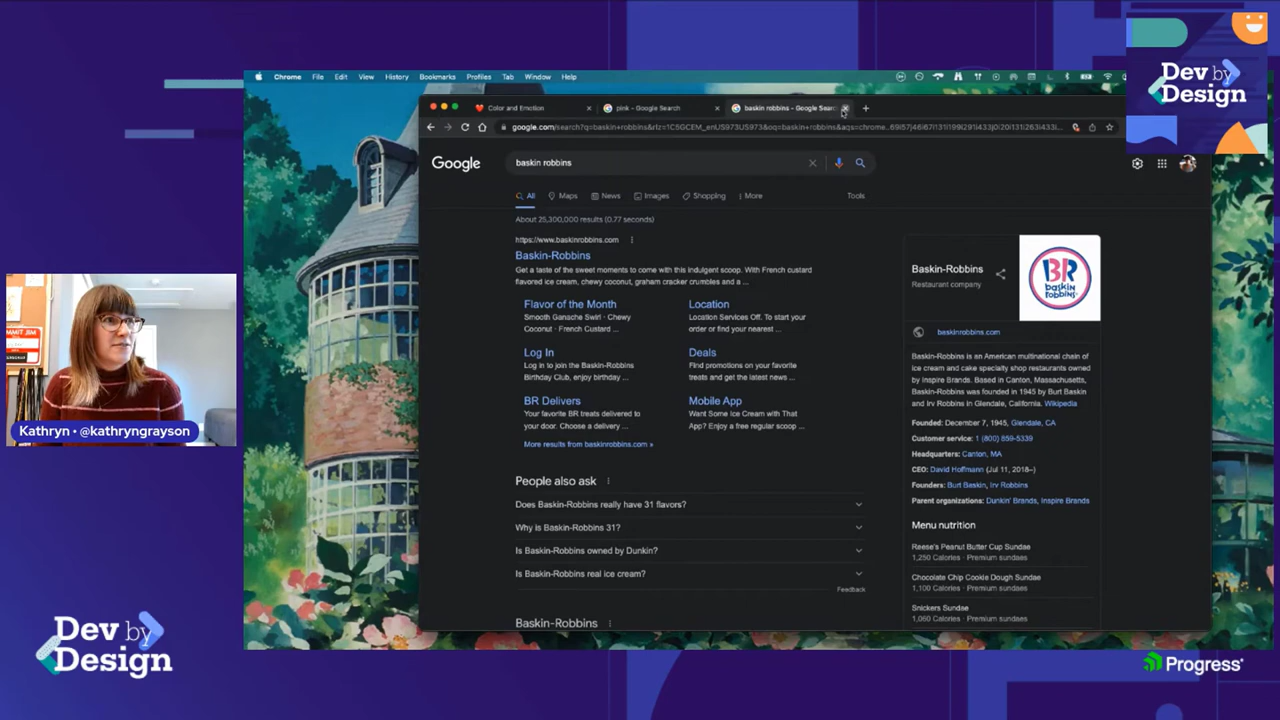 Chrome File Edit View History Bookmarks Profiles Tab Window Help
Dev by
Design
Color and Emotion
pink - Google Search
baskin robbins - Google Sear
Google
baskin robbins
All Maps News Images Shopping More Tools
About 25,300,000 results (0.77 seconds)
https://www.baskinrobbins.com
Baskin-Robbins
Get a taste of the sweet moments to come with this indulgent scoop. With French custard
flavored ice cream, chewy coconut, graham cracker crumbles and a ...
Flavor of the Month
Smooth Ganache Swirl · Chewy
Coconut · French Custard ...
Location
Location Services Off. To start your
order or find your nearest ...
Log In
Log in to join the Baskin-Robbins
Birthday Club, enjoy birthday ...
Deals
Find promotions on your favorite
treats and get the latest news ...
BR Delivers
Your favorite BR treats delivered to
your door. Choose a delivery ...
Mobile App
Want Some Ice Cream with That
App? Enjoy a free regular scoop ...
More results from baskinrobbins.com »
People also ask
Does Baskin-Robbins really have 31 flavors?
Why is Baskin-Robbins 31?
Is Baskin-Robbins owned by Dunkin?
Is Baskin-Robbins real ice cream?
Feedback
Baskin-Robbins
Baskin-Robbins
Restaurant company
BR
baskin
robbins
baskinrobbins.com
Baskin-Robbins is an American multinational chain of
ice cream and cake specialty shop restaurants owned
by Inspire Brands. Based in Canton, Massachusetts,
Baskin-Robbins was founded in 1945 by Burt Baskin
and Irv Robbins in Glendale, California. Wikipedia
Founded: December 7, 1945, Glendale, CA
Customer service: 1 (800) 859-5339
Headquarters: Canton, MA
CEO: David Hoffmann (Jul 11, 2018–)
Founders: Burt Baskin, Irv Robbins
Parent organizations: Dunkin' Brands, Inspire Brands
Menu nutrition
Reese's Peanut Butter Cup Sundae
1,250 Calories · Premium sundaes
Chocolate Chip Cookie Dough Sundae
1,100 Calories · Premium sundaes
Snickers Sundae
1,060 Calories · Premium sundaes
Kathryn • @kathryngrayson
Dev by
Design
Progress